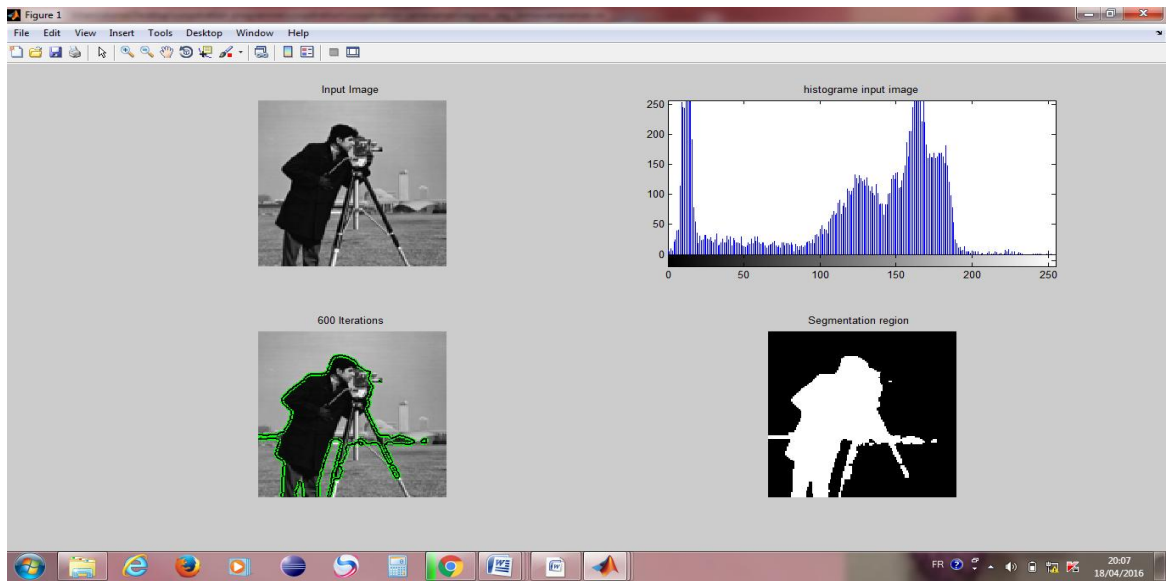 Figure 1
File Edit View Insert Tools Desktop Window Help
Input Image
histograme input image
250
200
150
100
50
0
0 50 100 150 200 250
600 Iterations
Segmentation region
FR
20:07
18/04/2016